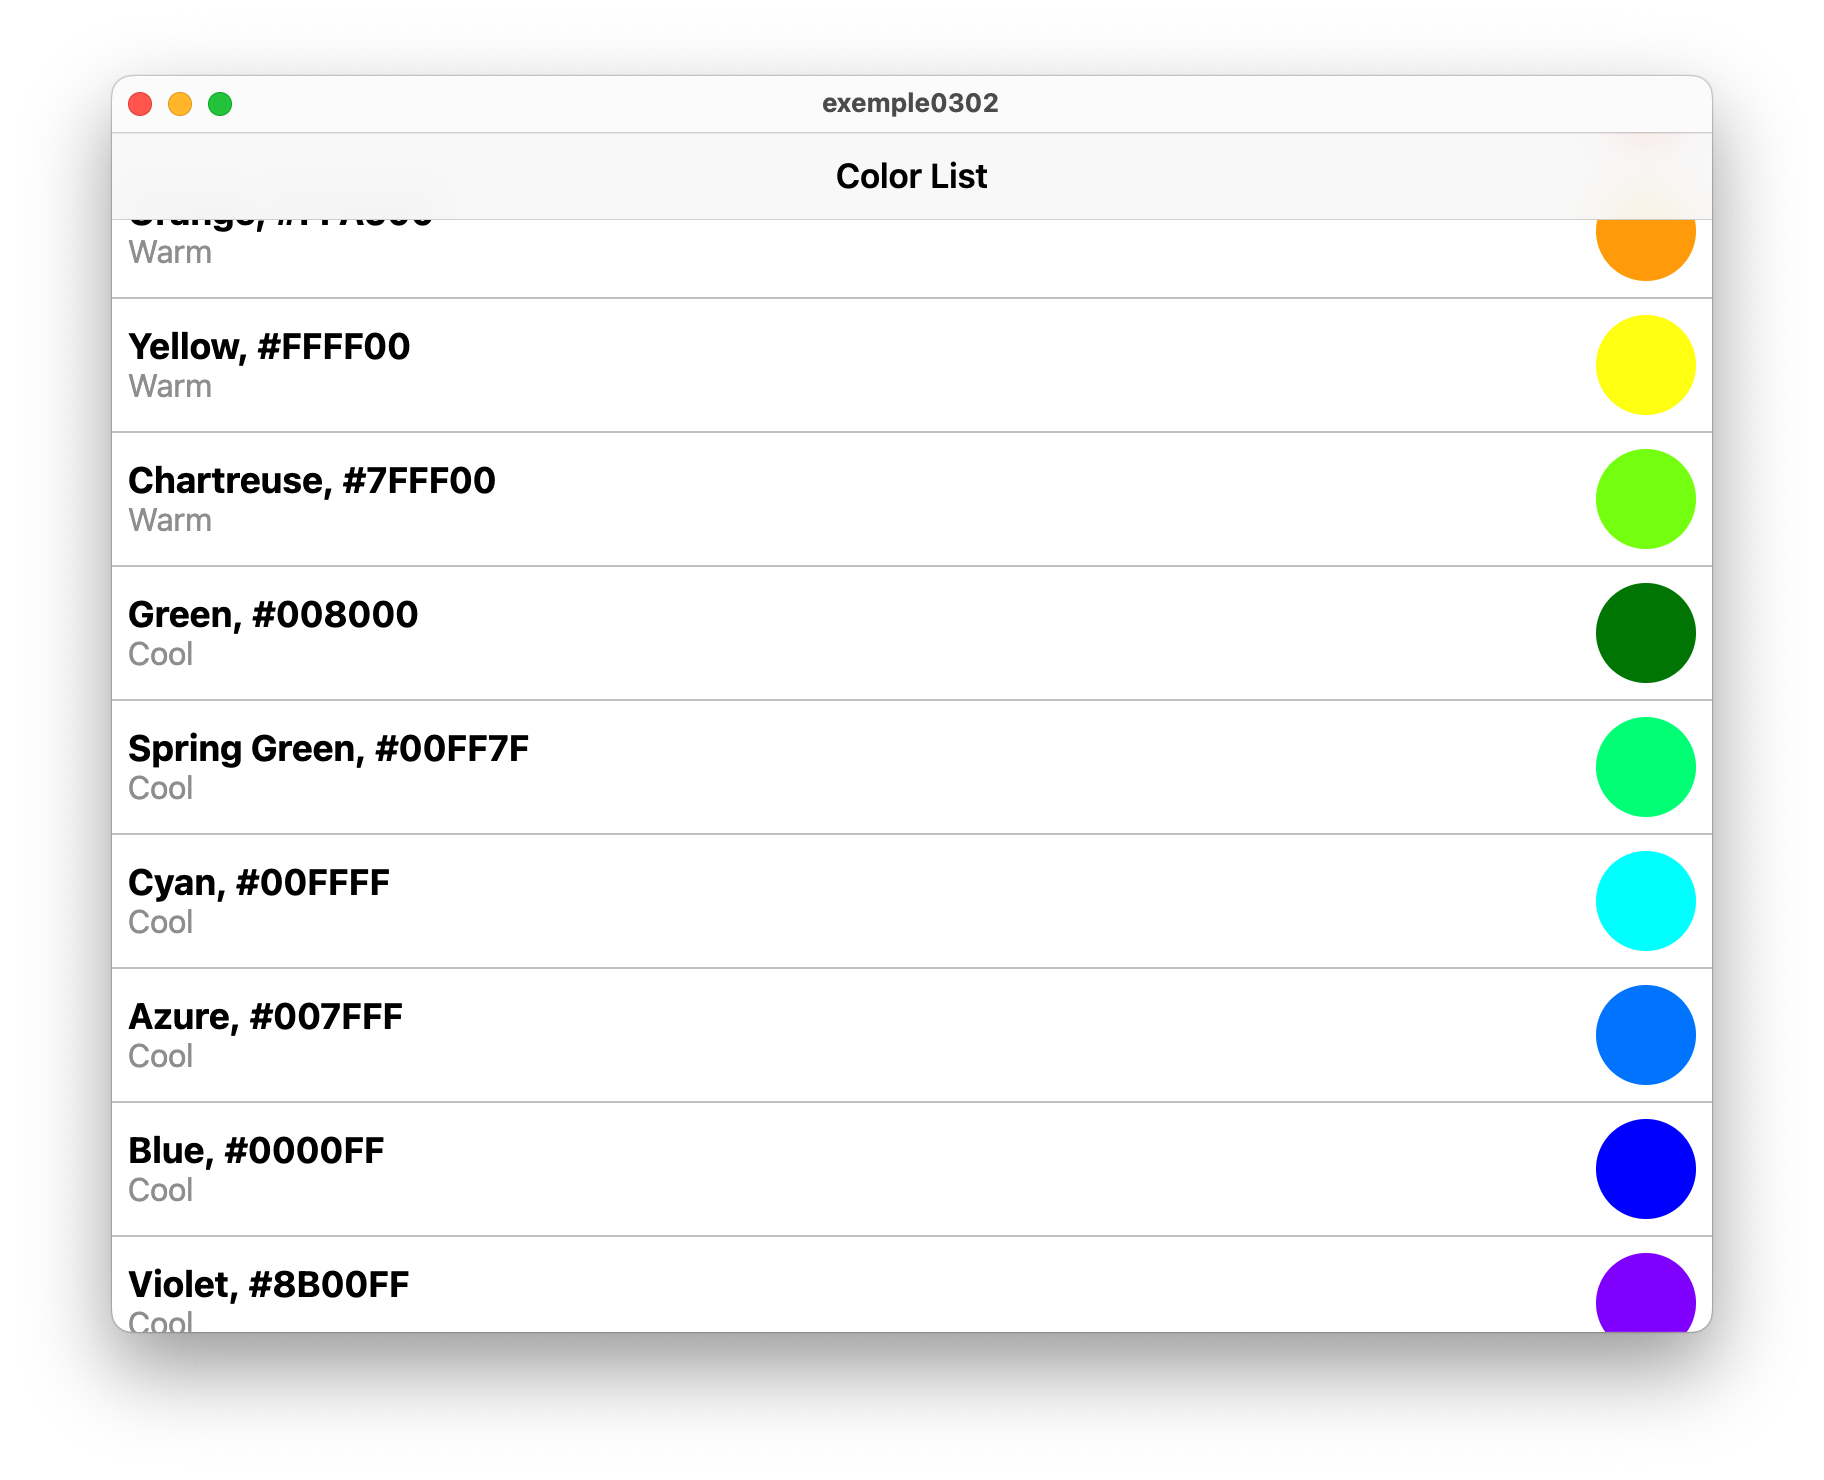 exemple0302
Color List
Warm
Yellow, #FFFF00
Warm
Chartreuse, #7FFF00
Warm
Green, #008000
Cool
Spring Green, #00FF7F
Cool
Cyan, #00FFFF
Cool
Azure, #007FFF
Cool
Blue, #0000FF
Cool
Violet, #8B00FF
Cool